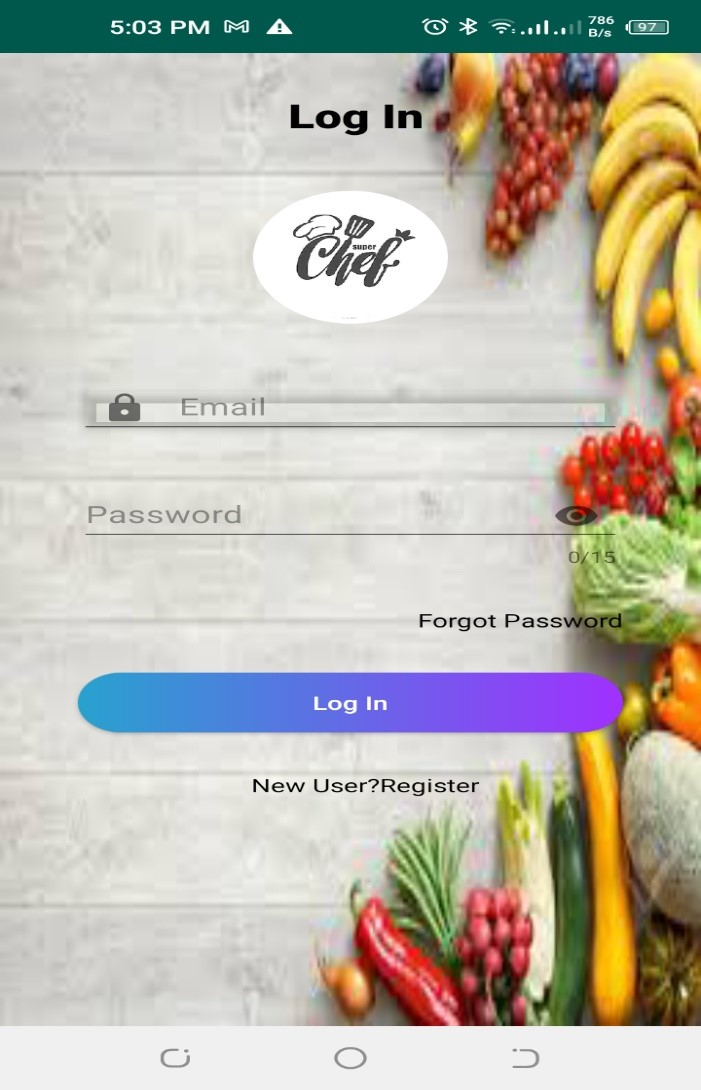 5:03 PM 786 B/s 97
Log In
super
Chef
Email
Password
0/15
Forgot Password
Log In
New User?Register